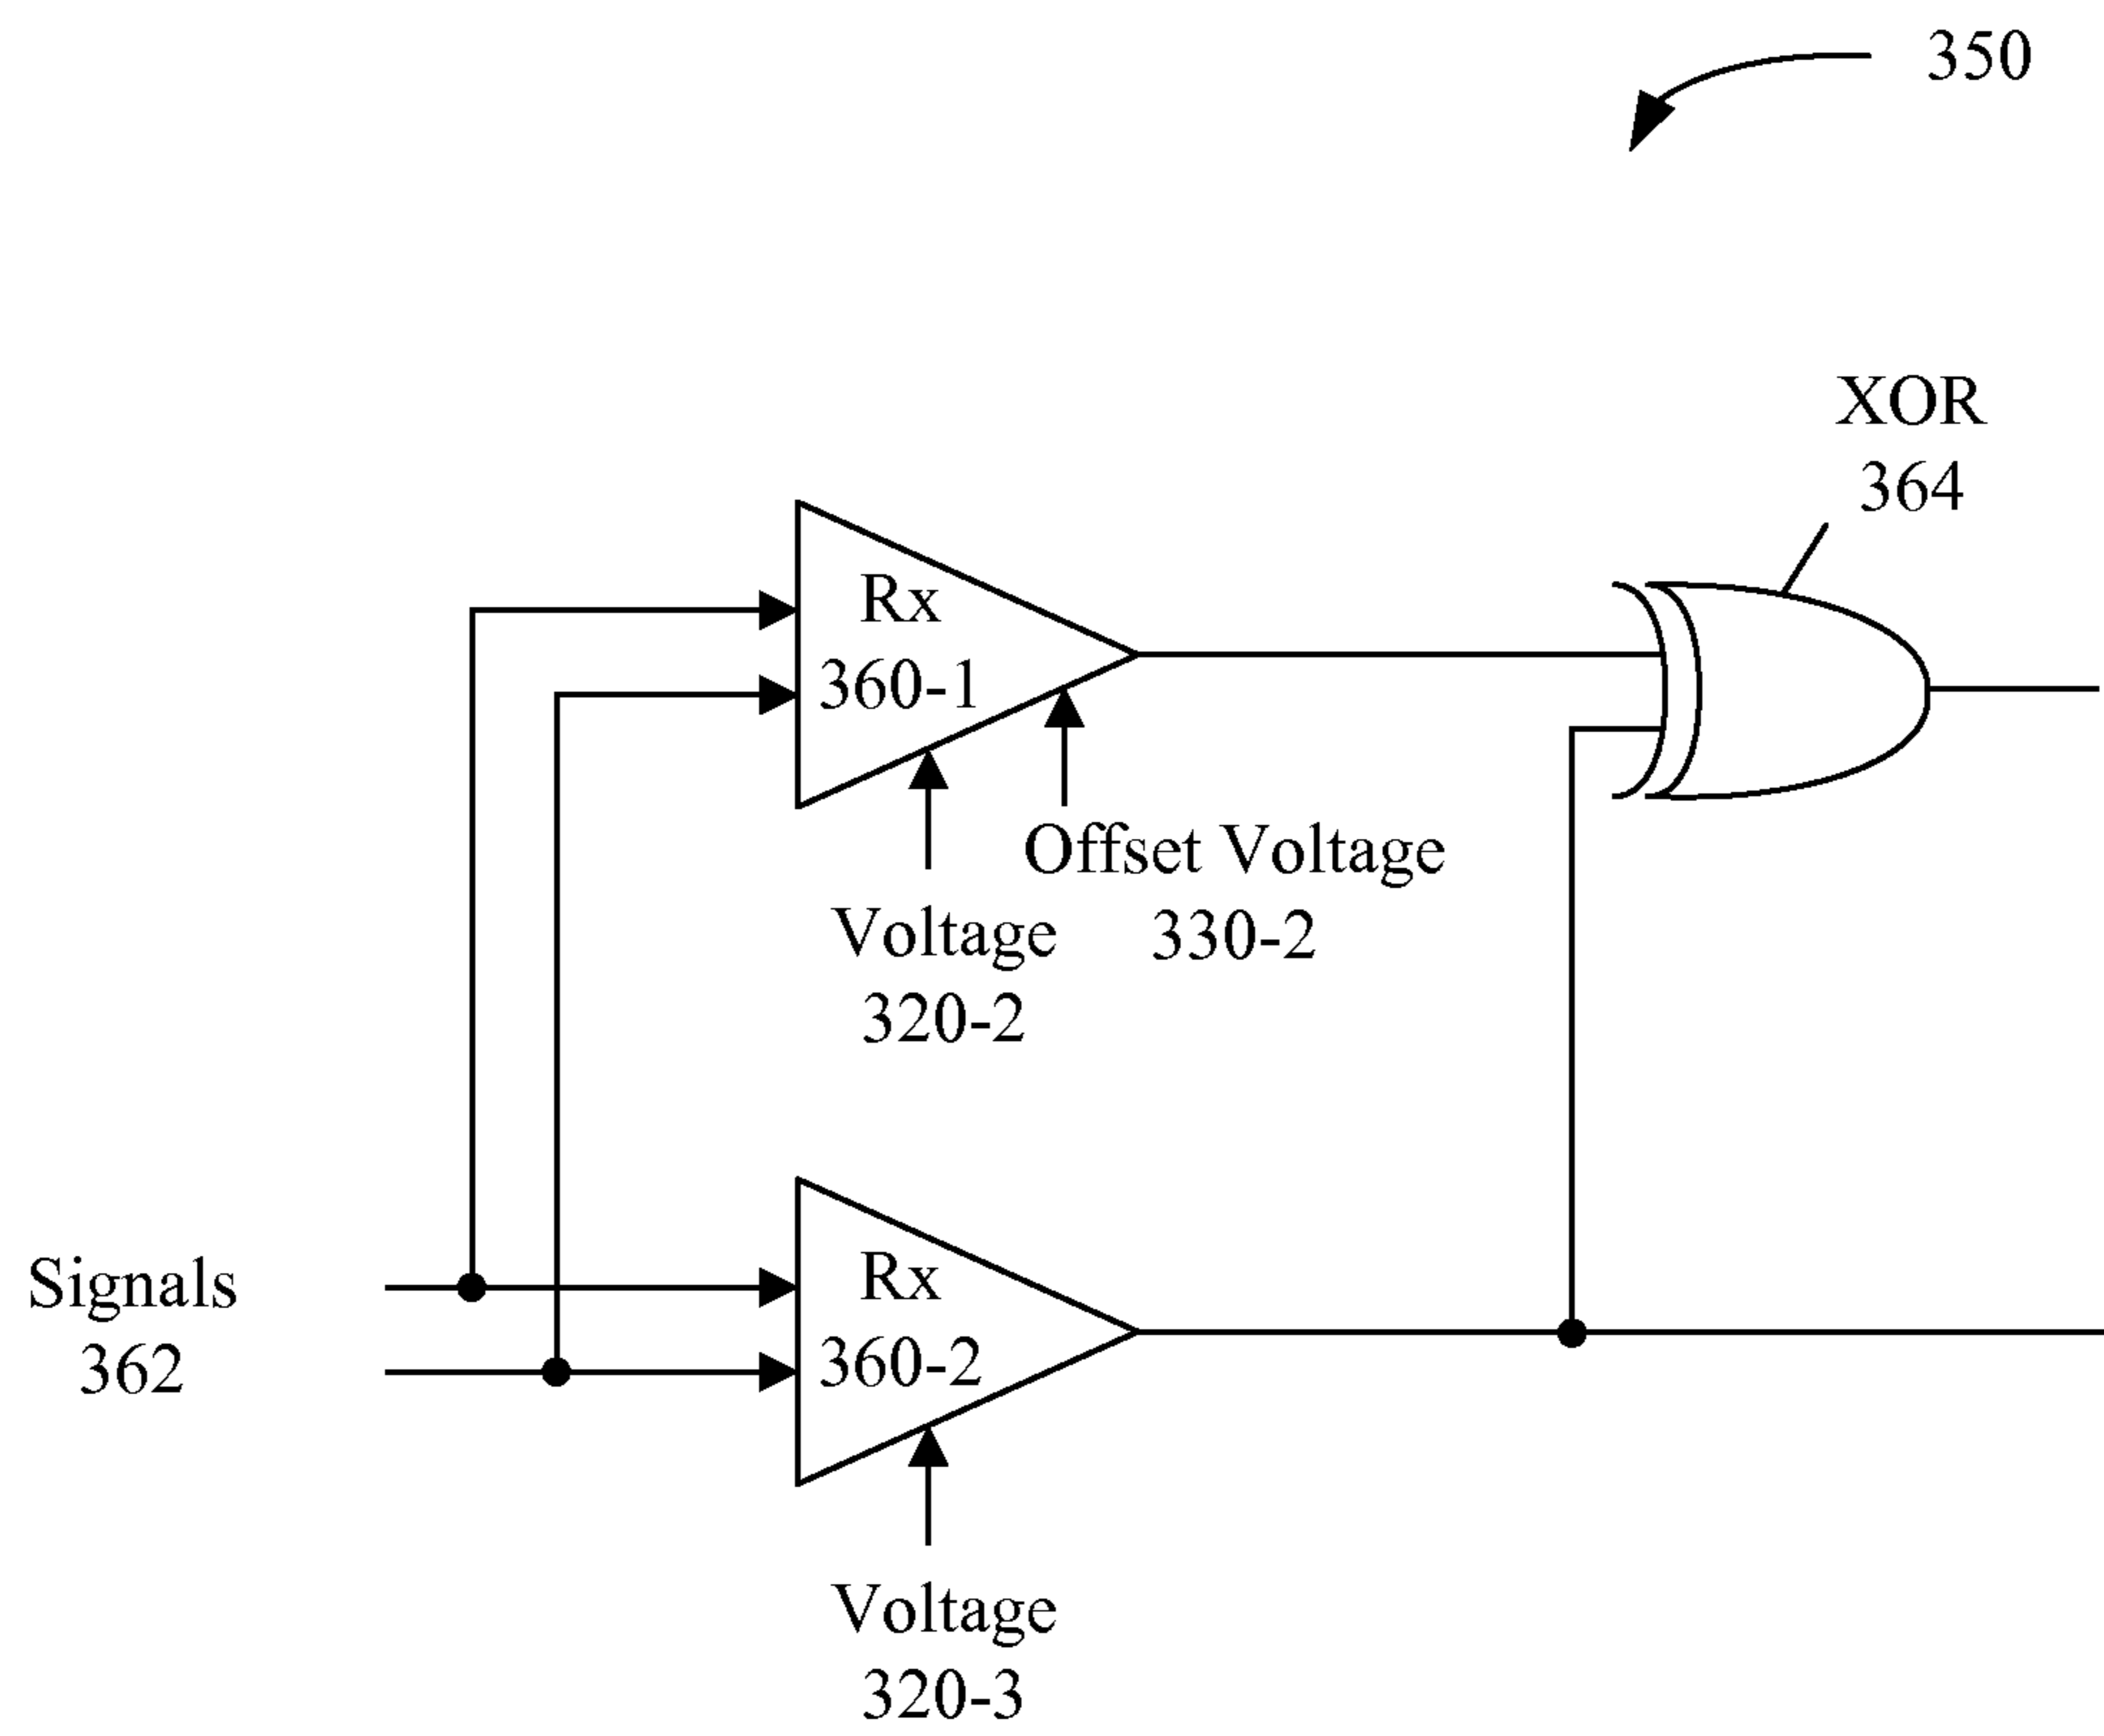 350
XOR
364
Rx
360-1
Offset Voltage
330-2
Voltage
320-2
Signals
362
Rx
360-2
Voltage
320-3